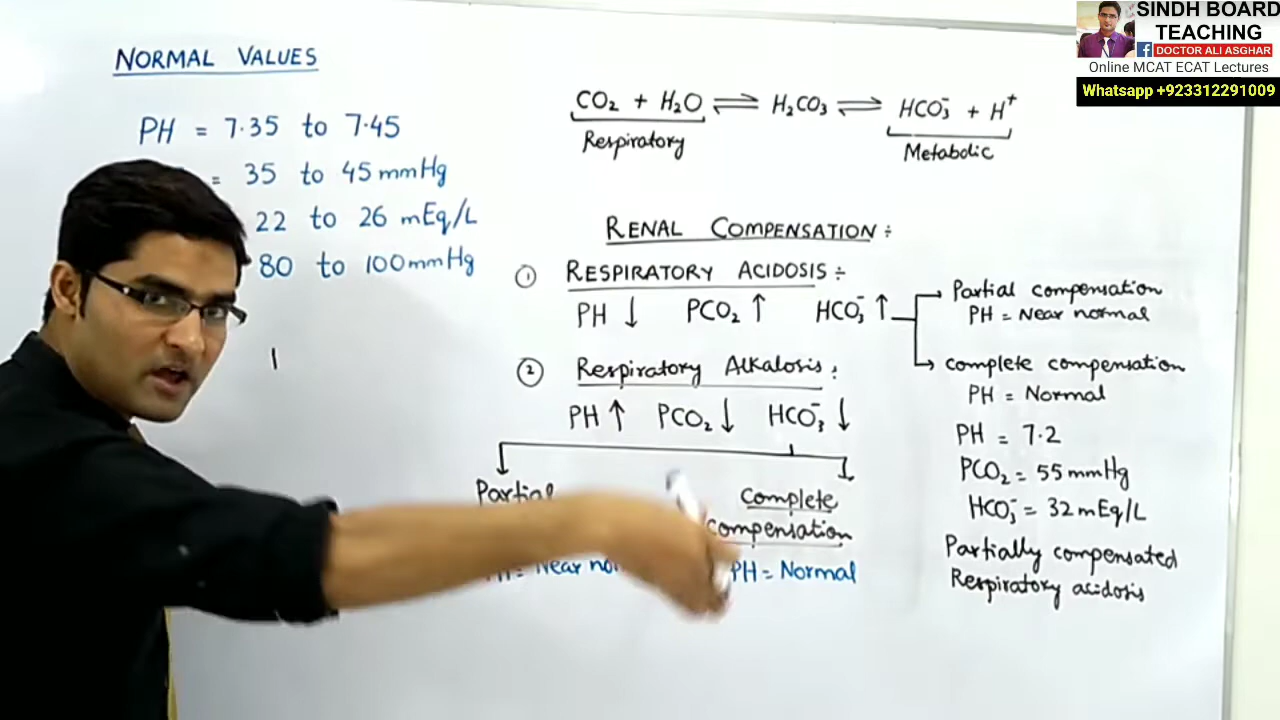 SINDH BOARD
TEACHING
f DOCTOR ALI ASGHAR
Online MCAT ECAT Lectures
Whatsapp +923312291009
NORMAL VALUES
PH = 7.35 to 7.45
= 35 to 45 mmHg
22 to 26 mEq/L
80 to 100mmHg
CO₂ + H₂O ⇌ H₂CO₃ ⇌ HCO₃⁻ + H⁺
Respiratory
Metabolic
RENAL COMPENSATION :
① RESPIRATORY ACIDOSIS :
PH ↓ PCO₂ ↑ HCO₃⁻ ↑
Partial compensation
PH = Near normal
complete compensation
PH = Normal
② Respiratory Alkalosis :
PH ↑ PCO₂ ↓ HCO₃⁻ ↓
Partial
Complete
compensation
PH = Normal
PH = 7.2
PCO₂ = 55 mmHg
HCO₃⁻ = 32 mEq/L
Partially compensated
Respiratory acidosis